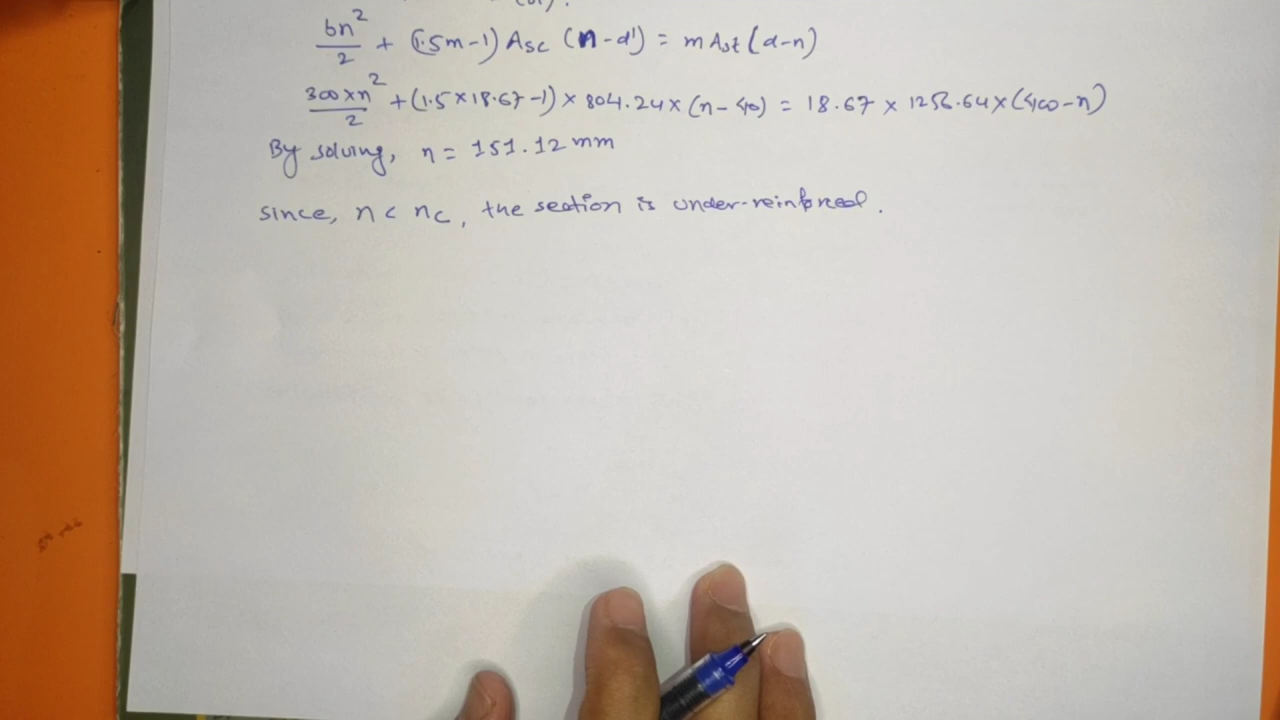 bn²/2 + (1.5m-1) Asc (n-d') = m Ast (d-n)
300×n²/2 + (1.5×18.67-1) × 804.24 × (n-40) = 18.67 × 1256.64 × (400-n)
By solving, n = 151.12 mm
since, n < nc, the section is under-reinforced.